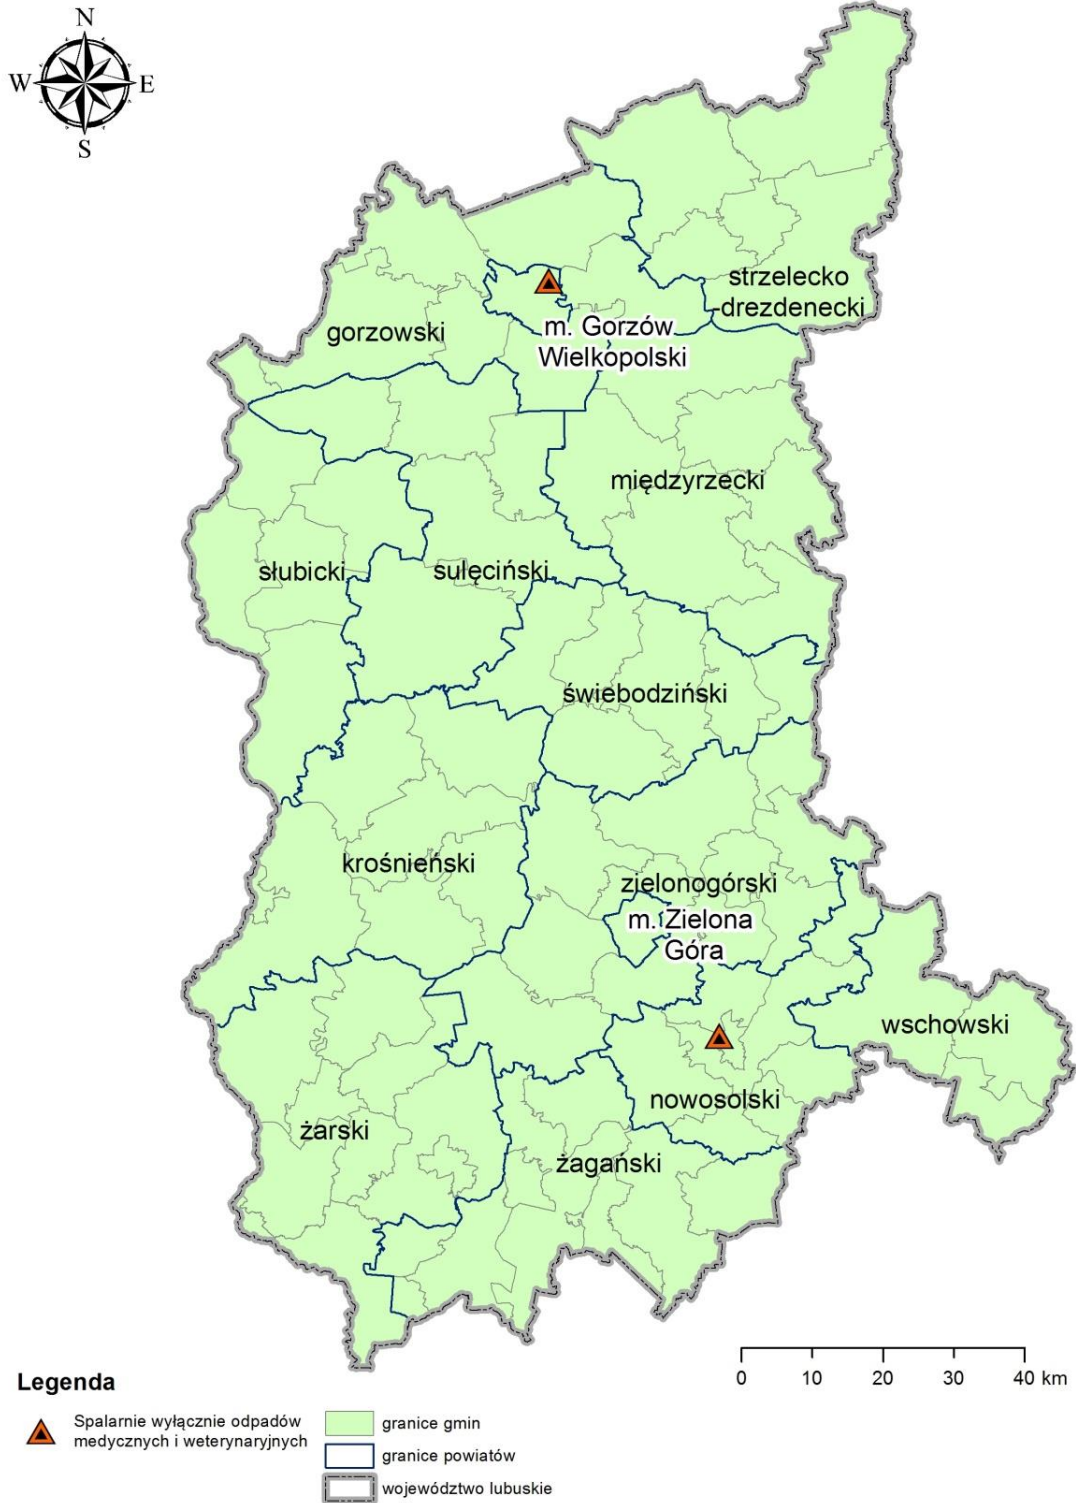 N
W E
S
strzelecko
-drezdenecki
gorzowski
m. Gorzów
Wielkopolski
międzyrzecki
słubicki
sulęciński
świebodziński
krośnieński
zielonogórski
m. Zielona
Góra
wschowski
nowosolski
żarski
żagański
0 10 20 30 40 km
Legenda
Spalarnie wyłącznie odpadów
medycznych i weterynaryjnych
granice gmin
granice powiatów
województwo lubuskie